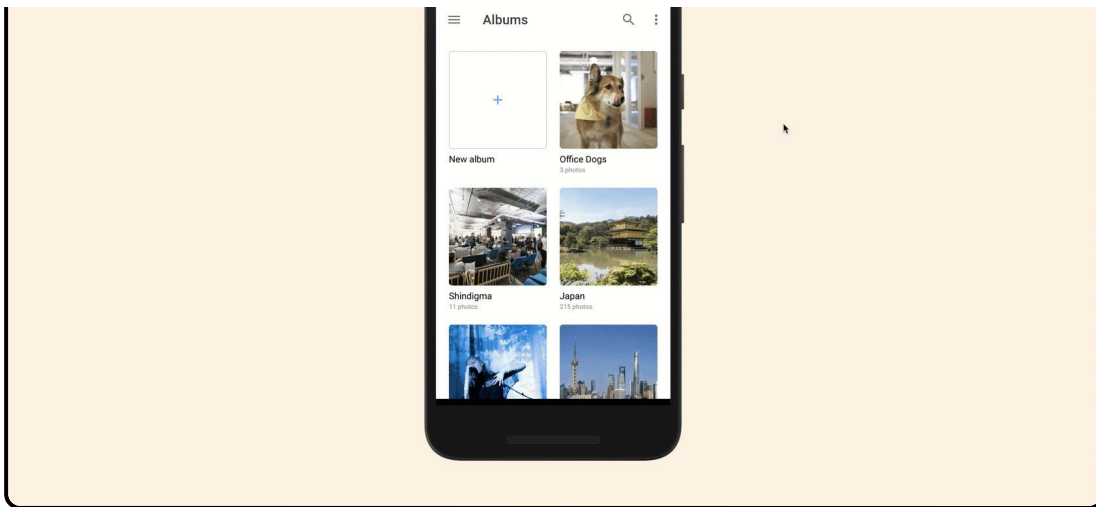 Albums
New album
Office Dogs
3 photos
Shindigma
11 photos
Japan
215 photos